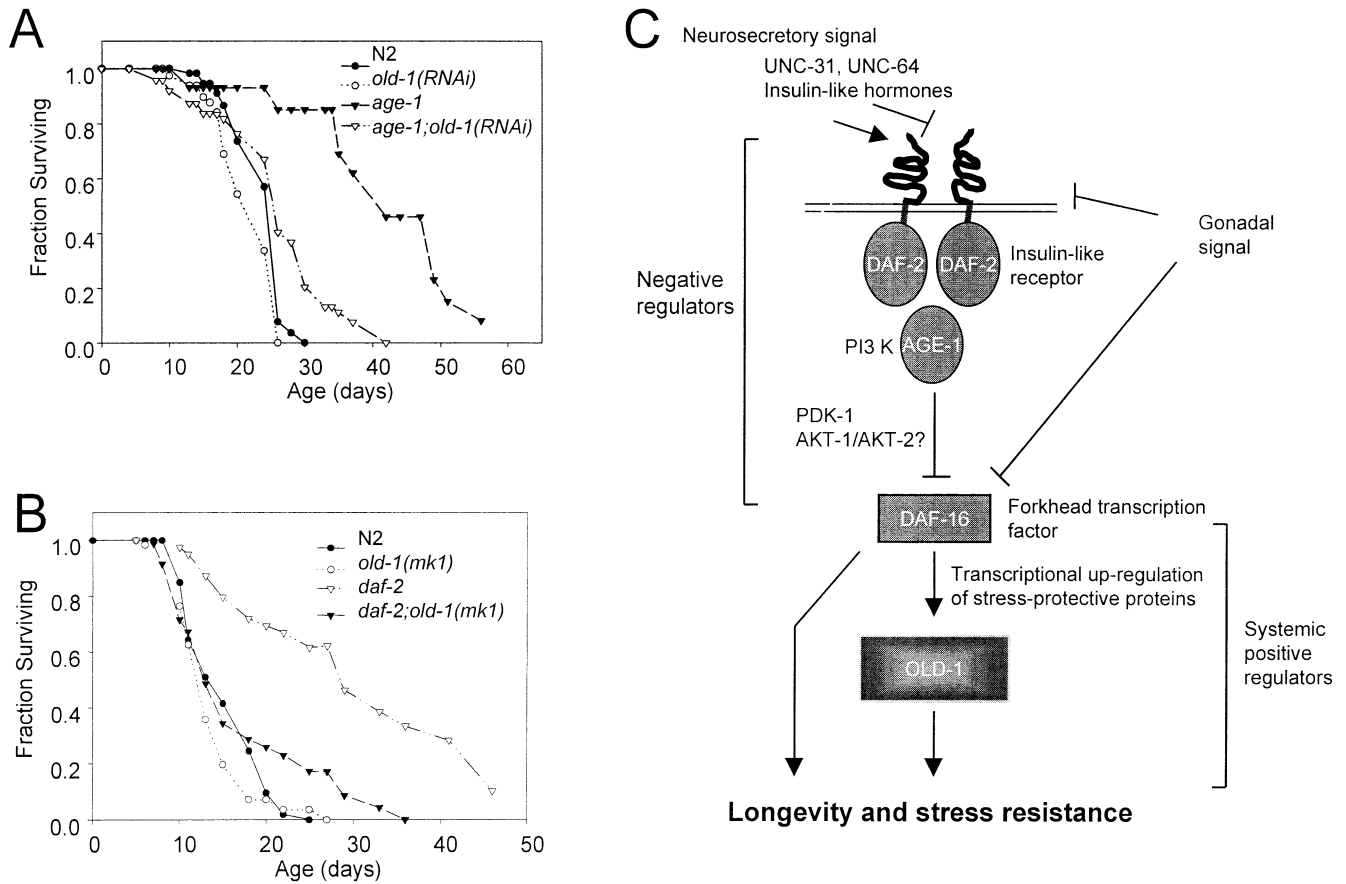 A
N2
old-1(RNAi)
age-1
age-1;old-1(RNAi)
Fraction Surviving
1.0
0.8
0.6
0.4
0.2
0.0
0 10 20 30 40 50 60
Age (days)
B
N2
old-1(mk1)
daf-2
daf-2;old-1(mk1)
Fraction Surviving
1.0
0.8
0.6
0.4
0.2
0.0
0 10 20 30 40 50
Age (days)
C
Neurosecretory signal
UNC-31, UNC-64
Insulin-like hormones
Gonadal
signal
DAF-2 DAF-2
Insulin-like
receptor
Negative
regulators
PI3 K AGE-1
PDK-1
AKT-1/AKT-2?
DAF-16
Forkhead transcription
factor
Transcriptional up-regulation
of stress-protective proteins
OLD-1
Systemic
positive
regulators
Longevity and stress resistance